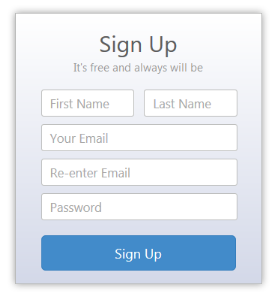 Sign Up
It's free and always will be
First Name Last Name
Your Email
Re-enter Email
Password
Sign Up